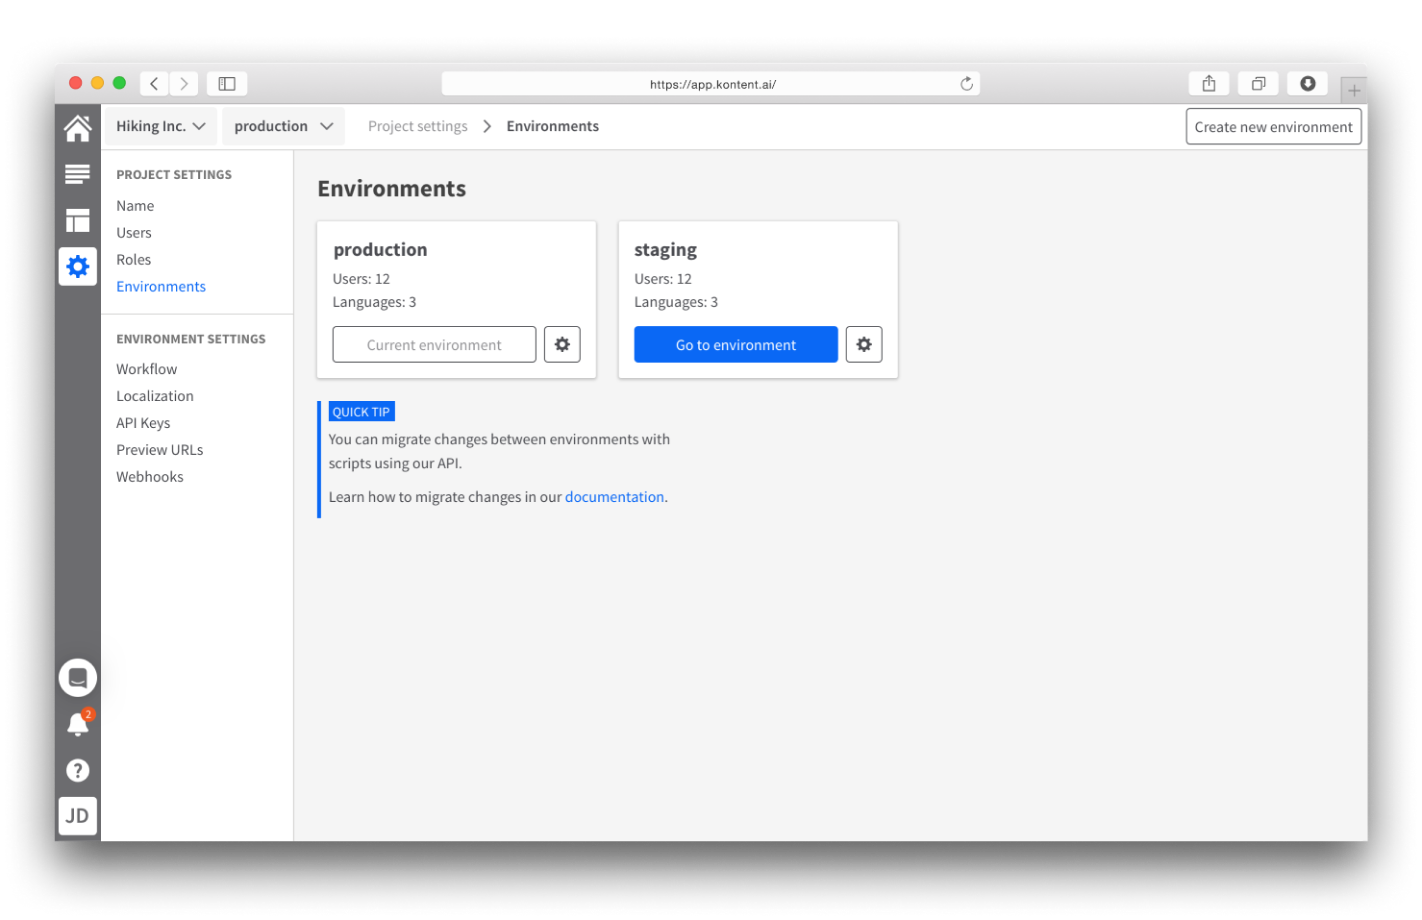 https://app.kontent.ai/
Hiking Inc.
production
Project settings
Environments
Create new environment
PROJECT SETTINGS
Name
Users
Roles
Environments
ENVIRONMENT SETTINGS
Workflow
Localization
API Keys
Preview URLs
Webhooks
Environments
production
Users: 12
Languages: 3
Current environment
staging
Users: 12
Languages: 3
Go to environment
QUICK TIP
You can migrate changes between environments with
scripts using our API.
Learn how to migrate changes in our documentation.
2
?
JD